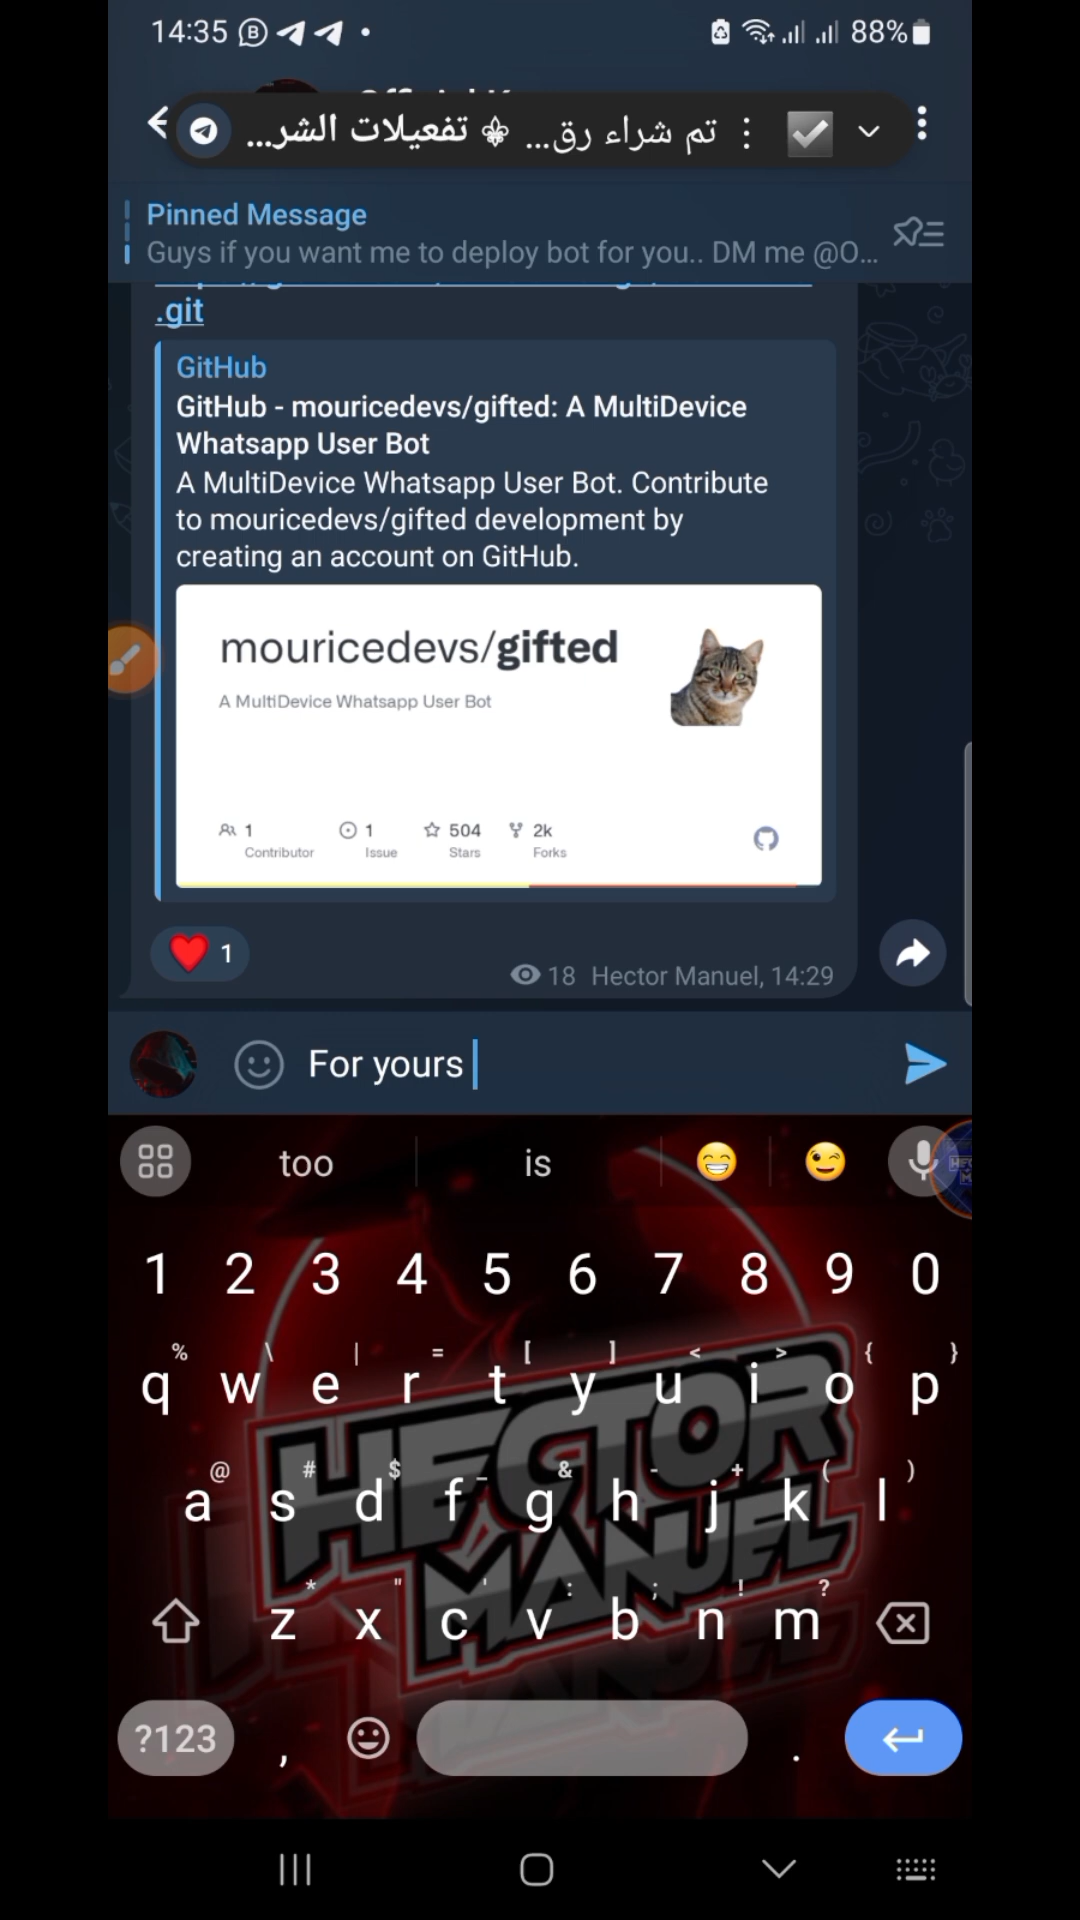 14:35
88%
تم شراء رق... ⚜ تفعيلات الشر...
Pinned Message
Guys if you want me to deploy bot for you.. DM me @O...
.git
GitHub
GitHub - mouricedevs/gifted: A MultiDevice
Whatsapp User Bot
A MultiDevice Whatsapp User Bot. Contribute
to mouricedevs/gifted development by
creating an account on GitHub.
mouricedevs/gifted
A MultiDevice Whatsapp User Bot
1 1 504 2k
Contributor Issue Stars Forks
❤️ 1
18 Hector Manuel, 14:29
For yours
too is 😁 😉
1 2 3 4 5 6 7 8 9 0
% \ | = [ ] < > { }
q w e r t y u i o p
@ # $ _ & - + ( )
a s d f g h j k l
* " ' : ; ! ?
z x c v b n m
?123 , .
HECTOR
MANUEL